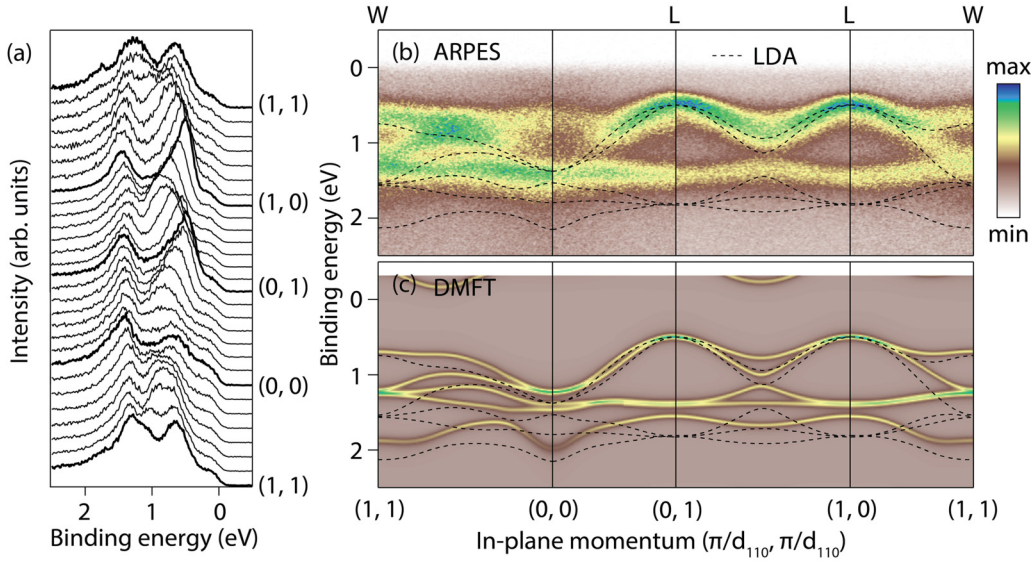 W L L W
(a)
Intensity (arb. units)
(1, 1)
(1, 0)
(0, 1)
(0, 0)
(1, 1)
2 1 0
Binding energy (eV)
(b) ARPES LDA
0
1
2
Binding energy (eV)
max
min
(c) DMFT
0
1
2
(1, 1) (0, 0) (0, 1) (1, 0) (1, 1)
In-plane momentum (π/d110, π/d110)